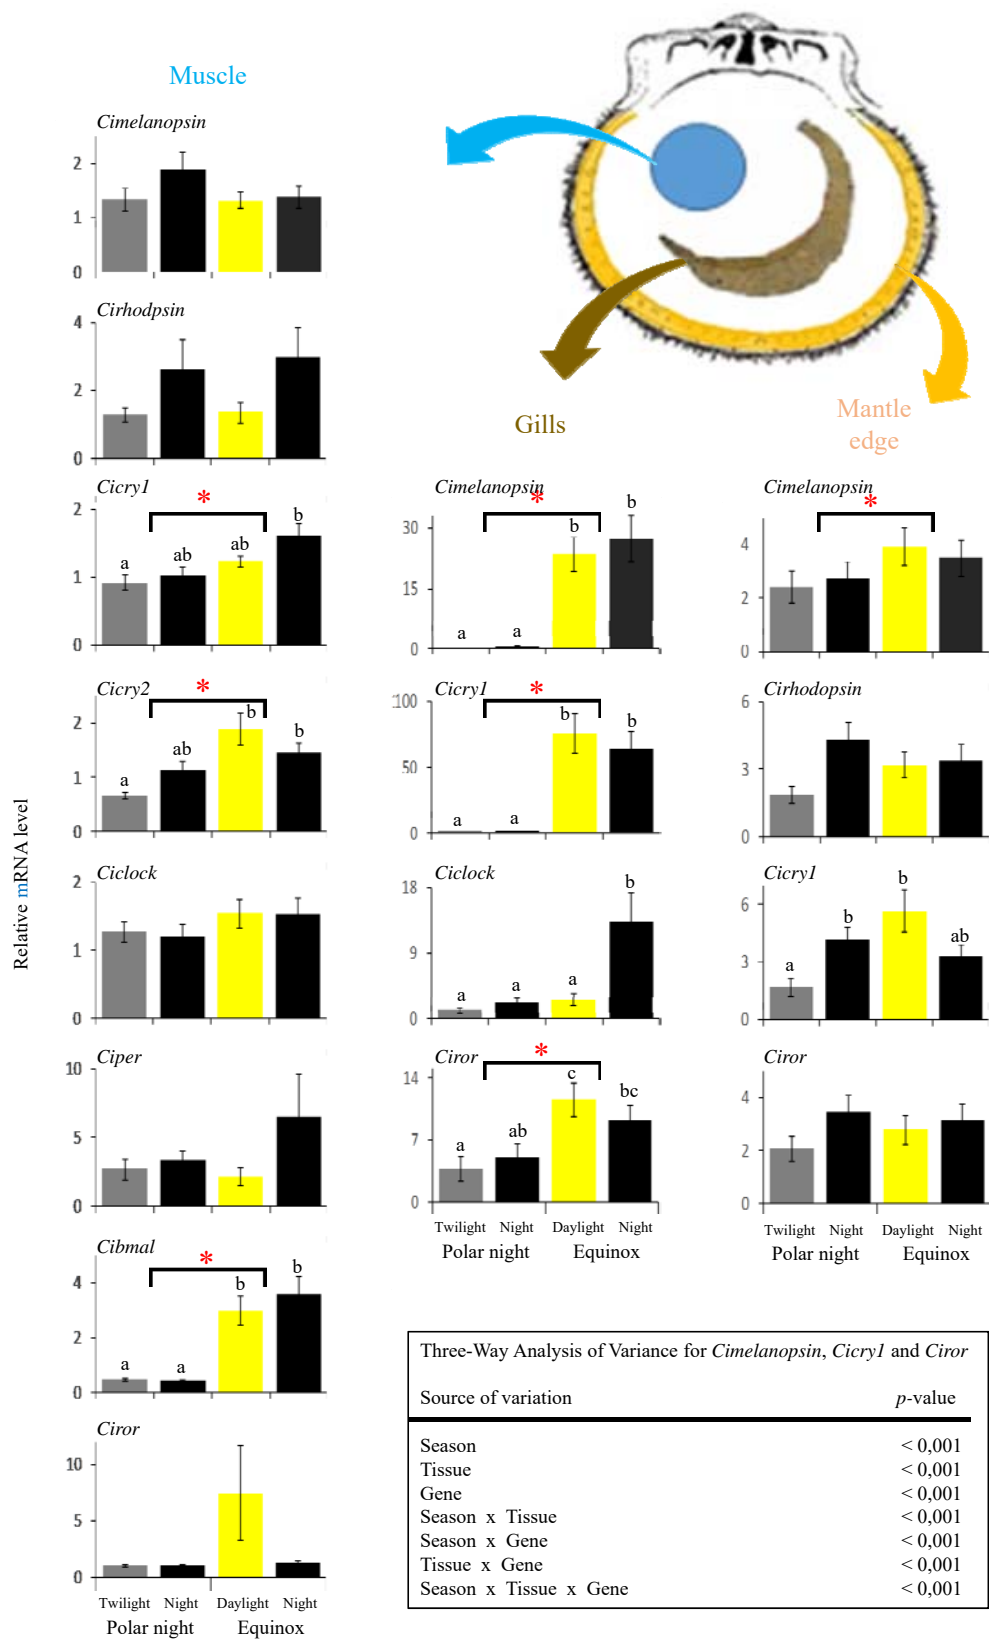 Muscle
Cimelanopsin
2
1
0
Cirhodpsin
4
2
0
Gills
Mantle
edge
Cicry1
*
2
a
ab
ab
b
1
0
Cimelanopsin
*
30
a
a
b
b
15
0
Cimelanopsin
*
4
2
0
Cicry2
*
2
a
ab
b
b
1
0
Cicry1
*
100
a
a
b
b
50
0
Cirhodopsin
6
3
0
Relative mRNA level
Ciclock
2
1
0
Ciclock
18
a
a
a
b
9
0
Cicry1
a
b
b
ab
6
3
0
Ciper
10
5
0
Ciror
*
14
a
ab
c
bc
7
0
Twilight Night Daylight Night
Polar night Equinox
Ciror
4
2
0
Twilight Night Daylight Night
Polar night Equinox
Cibmal
*
4
a
a
b
b
2
0
Ciror
10
5
0
Twilight Night Daylight Night
Polar night Equinox
Three-Way Analysis of Variance for Cimelanopsin, Cicry1 and Ciror
Source of variation p-value
Season < 0,001
Tissue < 0,001
Gene < 0,001
Season x Tissue < 0,001
Season x Gene < 0,001
Tissue x Gene < 0,001
Season x Tissue x Gene < 0,001